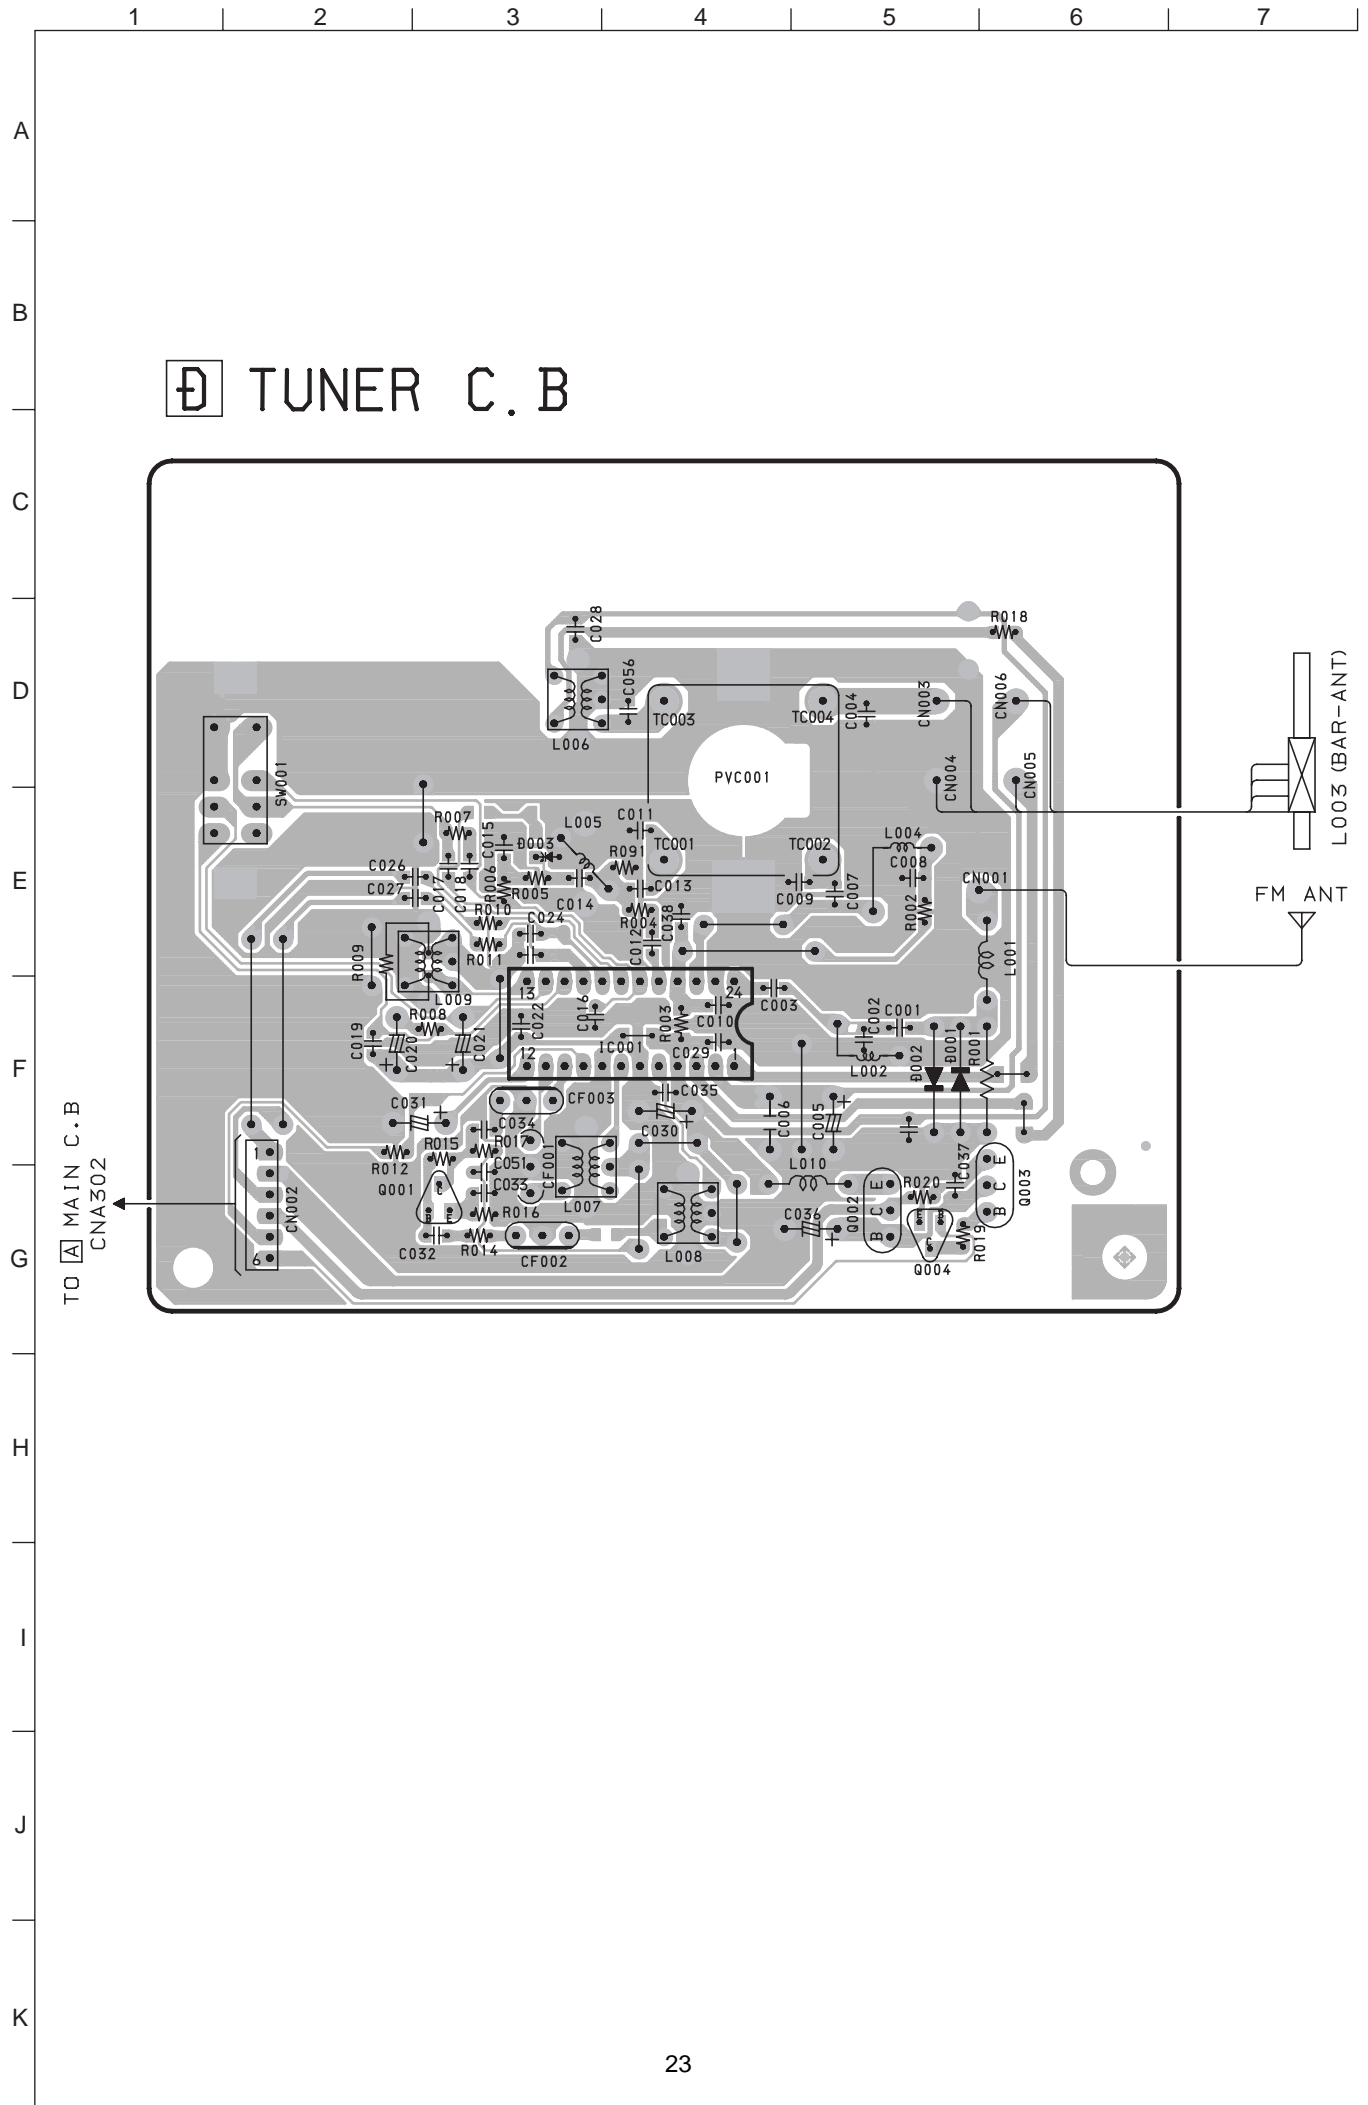 1 2 3 4 5 6 7
A
B
D TUNER C.B
C
C028
R018
D
C056
TC003
TC004
C004
CN003
CN006
L003 (BAR-ANT)
L006
SW001
PVC001
CN004
CN005
R007
C015
D003
L005
C011
TC001
TC002
L004
C008
R091
E
C026
C027
C017
C018
R006
R005
C014
C013
C009
C007
CN001
FM ANT
R010
C024
R004
C038
R002
R011
C012
R009
L001
L009
13
24
C003
R008
C022
C016
R003
C010
C002
C001
C019
C020
C021
IC001
C029
D002
D001
R001
F
12
1
L002
C035
CF003
C031
C034
C030
C006
C005
TO A MAIN C.B
CNA302
1
CN002
6
R012
R015
R017
C051
CF001
C033
L007
L010
C037
Q001
C
B E
R016
Q002
E
C
B
R020
E
C
B
Q003
C036
R019
G
C032
R014
CF002
L008
E B
C
Q004
H
I
J
K
23